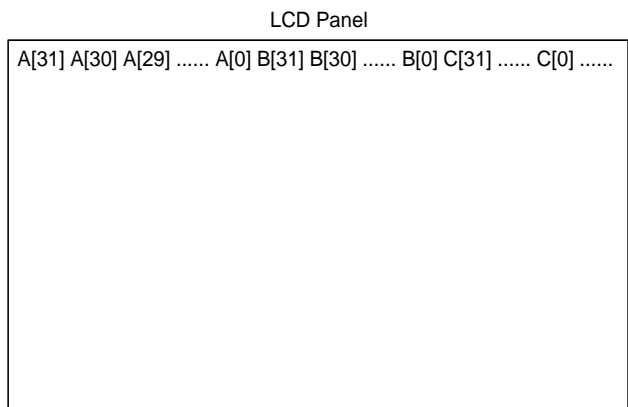 LCD Panel
A[31] A[30] A[29] ...... A[0] B[31] B[30] ...... B[0] C[31] ...... C[0] ......